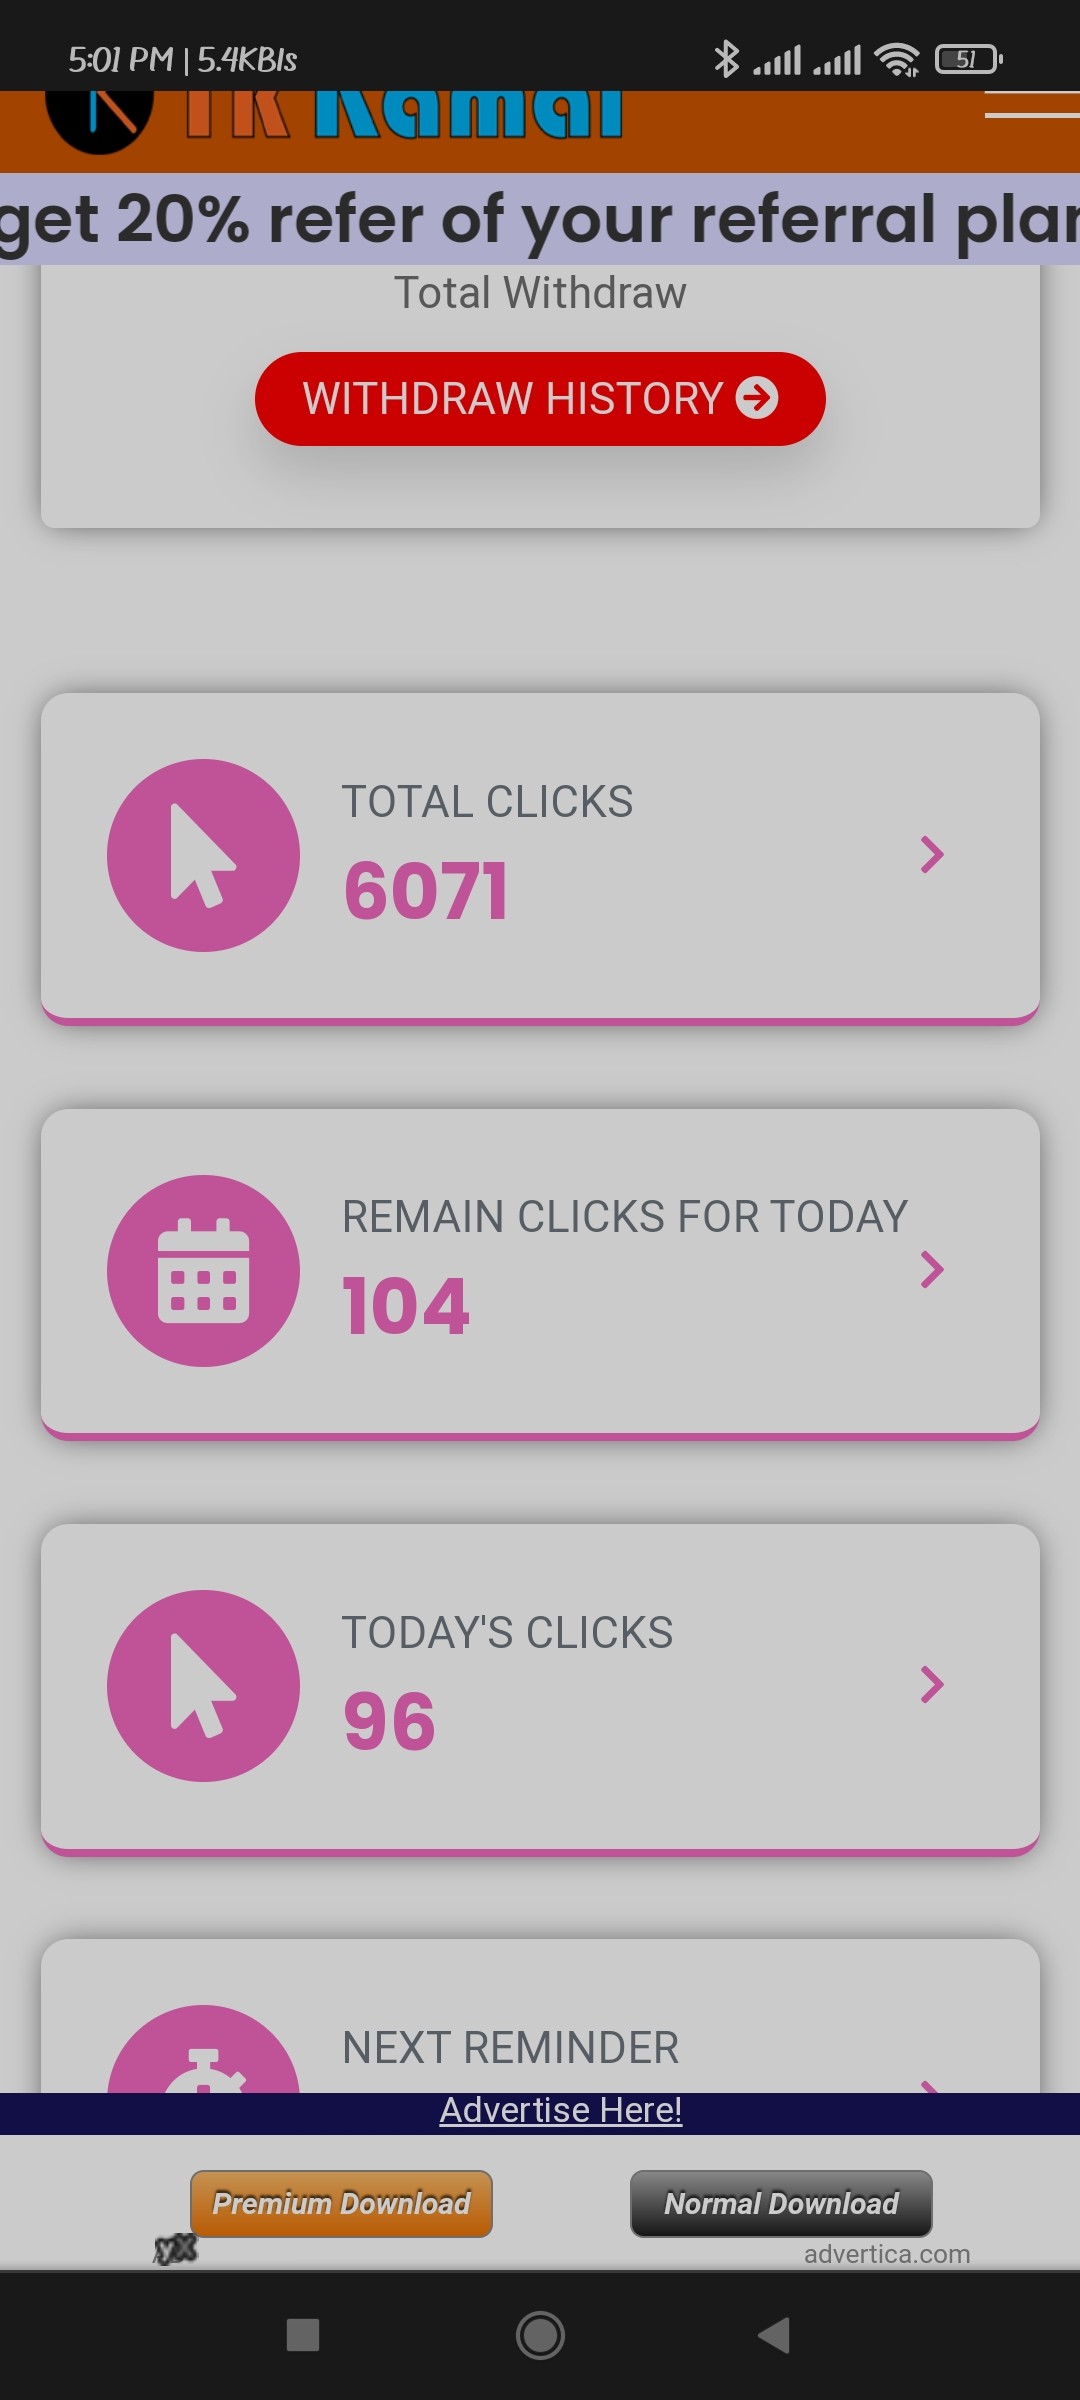 5:01 PM | 5.4KB/s
51
TK Kamai
get 20% refer of your referral plan
Total Withdraw
WITHDRAW HISTORY
TOTAL CLICKS
6071
REMAIN CLICKS FOR TODAY
104
TODAY'S CLICKS
96
NEXT REMINDER
Advertise Here!
Premium Download
Normal Download
advertica.com